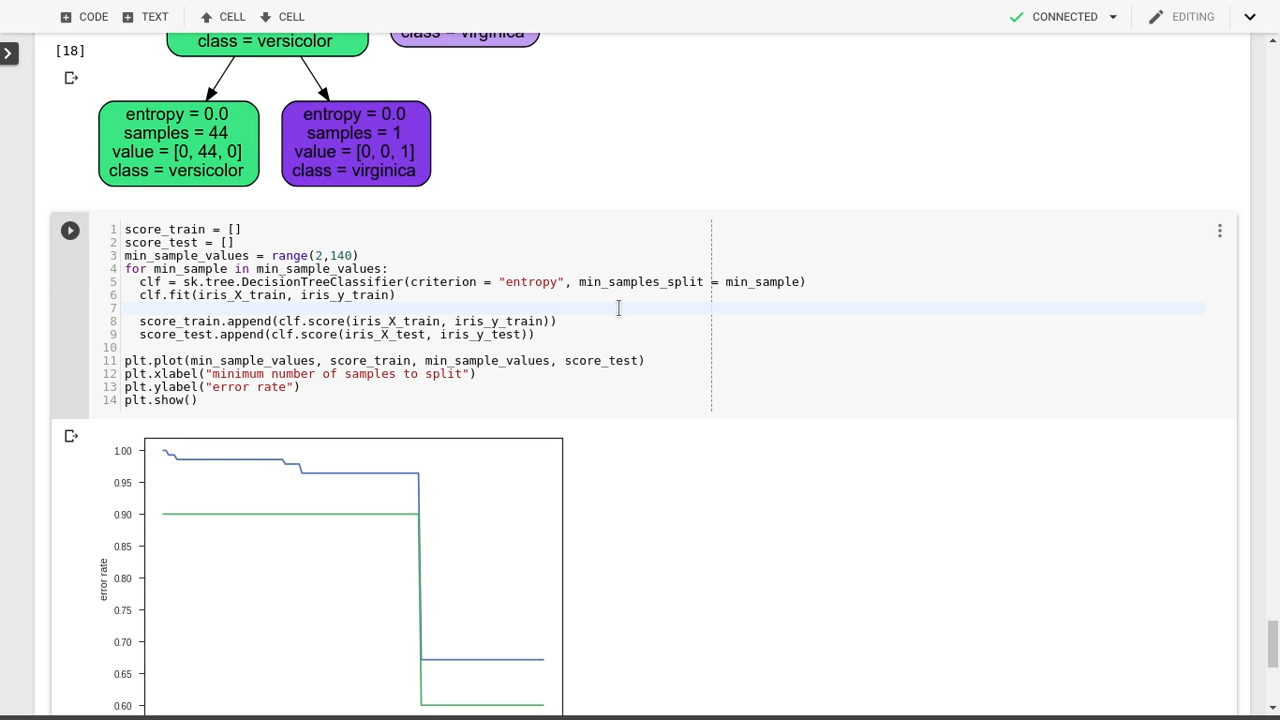 CODE TEXT CELL CELL CONNECTED EDITING
[18]
class = versicolor
class = virginica
entropy = 0.0
samples = 44
value = [0, 44, 0]
class = versicolor
entropy = 0.0
samples = 1
value = [0, 0, 1]
class = virginica
1 score_train = []
2 score_test = []
3 min_sample_values = range(2,140)
4 for min_sample in min_sample_values:
5   clf = sk.tree.DecisionTreeClassifier(criterion = "entropy", min_samples_split = min_sample)
6   clf.fit(iris_X_train, iris_y_train)
7
8   score_train.append(clf.score(iris_X_train, iris_y_train))
9   score_test.append(clf.score(iris_X_test, iris_y_test))
10
11 plt.plot(min_sample_values, score_train, min_sample_values, score_test)
12 plt.xlabel("minimum number of samples to split")
13 plt.ylabel("error rate")
14 plt.show()
1.00
0.95
0.90
0.85
0.80
0.75
0.70
0.65
0.60
error rate